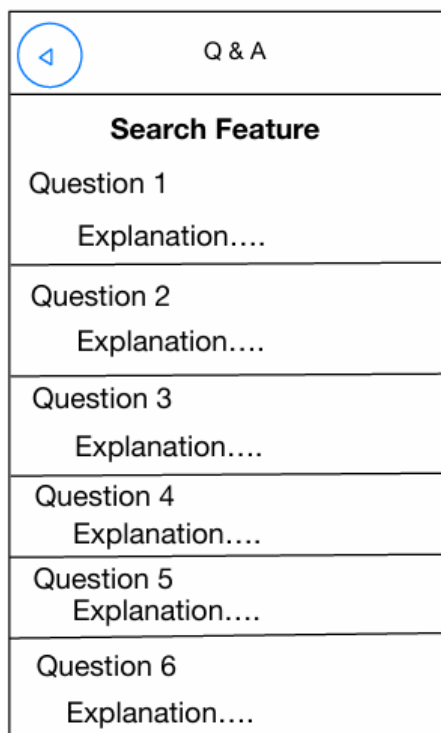 Q & A
Search Feature
Question 1
Explanation....
Question 2
Explanation....
Question 3
Explanation....
Question 4
Explanation....
Question 5
Explanation....
Question 6
Explanation....